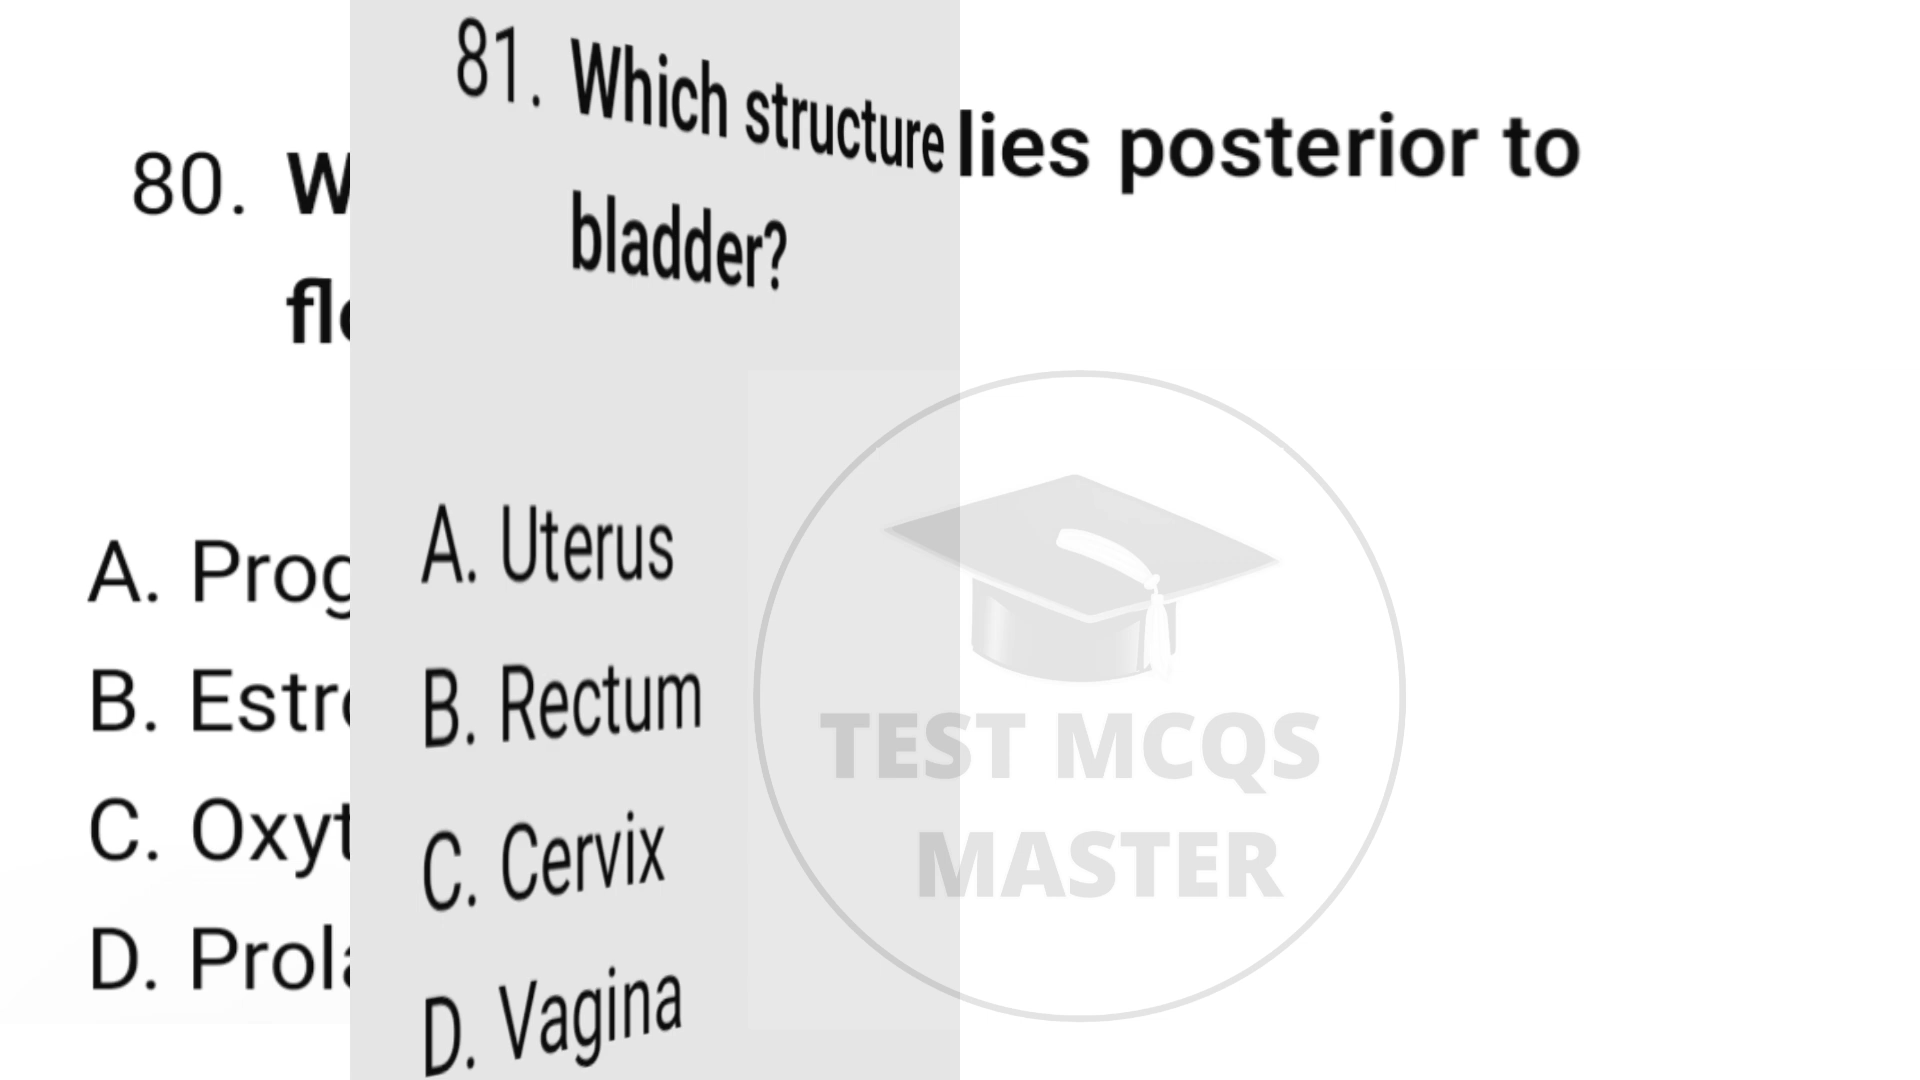 80. W
fl
A. Prog
B. Estr
C. Oxyt
D. Prol
81. Which structure lies posterior to
bladder?
A. Uterus
B. Rectum
C. Cervix
D. Vagina
TEST MCQS
MASTER